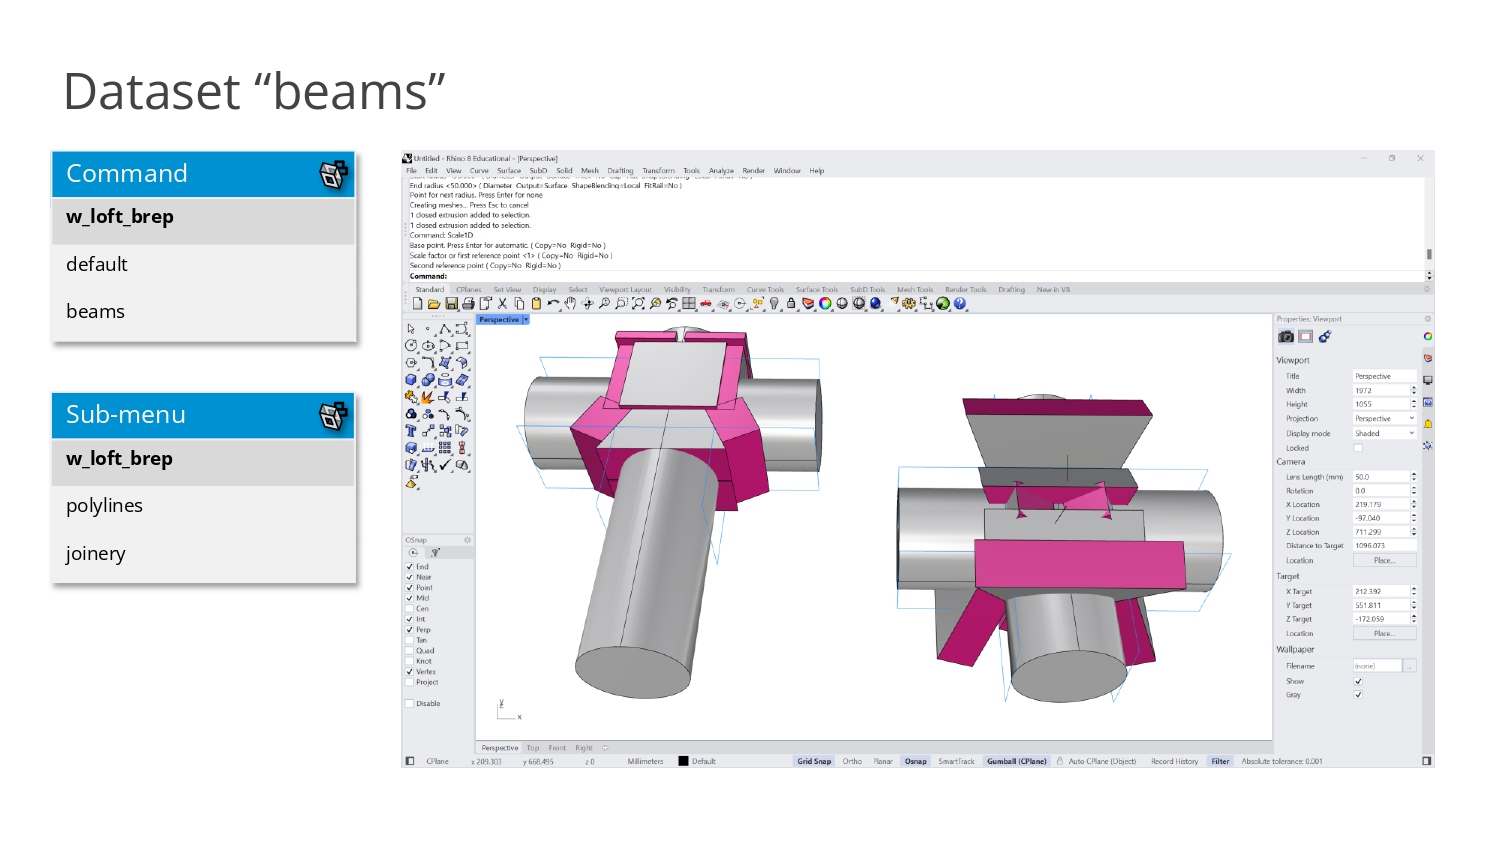 Dataset “beams”
Command
w_loft_brep
default
beams
Sub-menu
w_loft_brep
polylines
joinery
Untitled - Rhino 8 Educational - [Perspective]
File Edit View Curve Surface SubD Solid Mesh Drafting Transform Tools Analyze Render Window Help
End radius <50.000> ( Diameter Output=Surface ShapeBlending=Local FitRail=No )
Point for next radius. Press Enter for none
Creating meshes... Press Esc to cancel
1 closed extrusion added to selection.
1 closed extrusion added to selection.
Command: Scale1D
Base point. Press Enter for automatic. ( Copy=No Rigid=No )
Scale factor or first reference point <1> ( Copy=No Rigid=No )
Second reference point ( Copy=No Rigid=No )
Command:
Standard CPlanes Set View Display Select Viewport Layout Visibility Transform Curve Tools Surface Tools SubD Tools Mesh Tools Render Tools Drafting New in V8
Perspective
Properties: Viewport
Viewport
Title Perspective
Width 1972
Height 1055
Projection Perspective
Display mode Shaded
Locked
Camera
Lens Length (mm) 50.0
Rotation 0.0
X Location 219.179
Y Location -97.040
Z Location 711.299
Distance to Target 1096.073
Location Place...
Target
X Target 212.392
Y Target 551.811
Z Target -172.059
Location Place...
Wallpaper
Filename (none) ...
Show
Gray
OSnap
End
Near
Point
Mid
Cen
Int
Perp
Tan
Quad
Knot
Vertex
Project
Disable
x
Perspective Top Front Right
CPlane x 209.303 y 668.495 z 0 Millimeters Default Grid Snap Ortho Planar Osnap SmartTrack Gumball (CPlane) Auto CPlane (Object) Record History Filter Absolute tolerance: 0.001